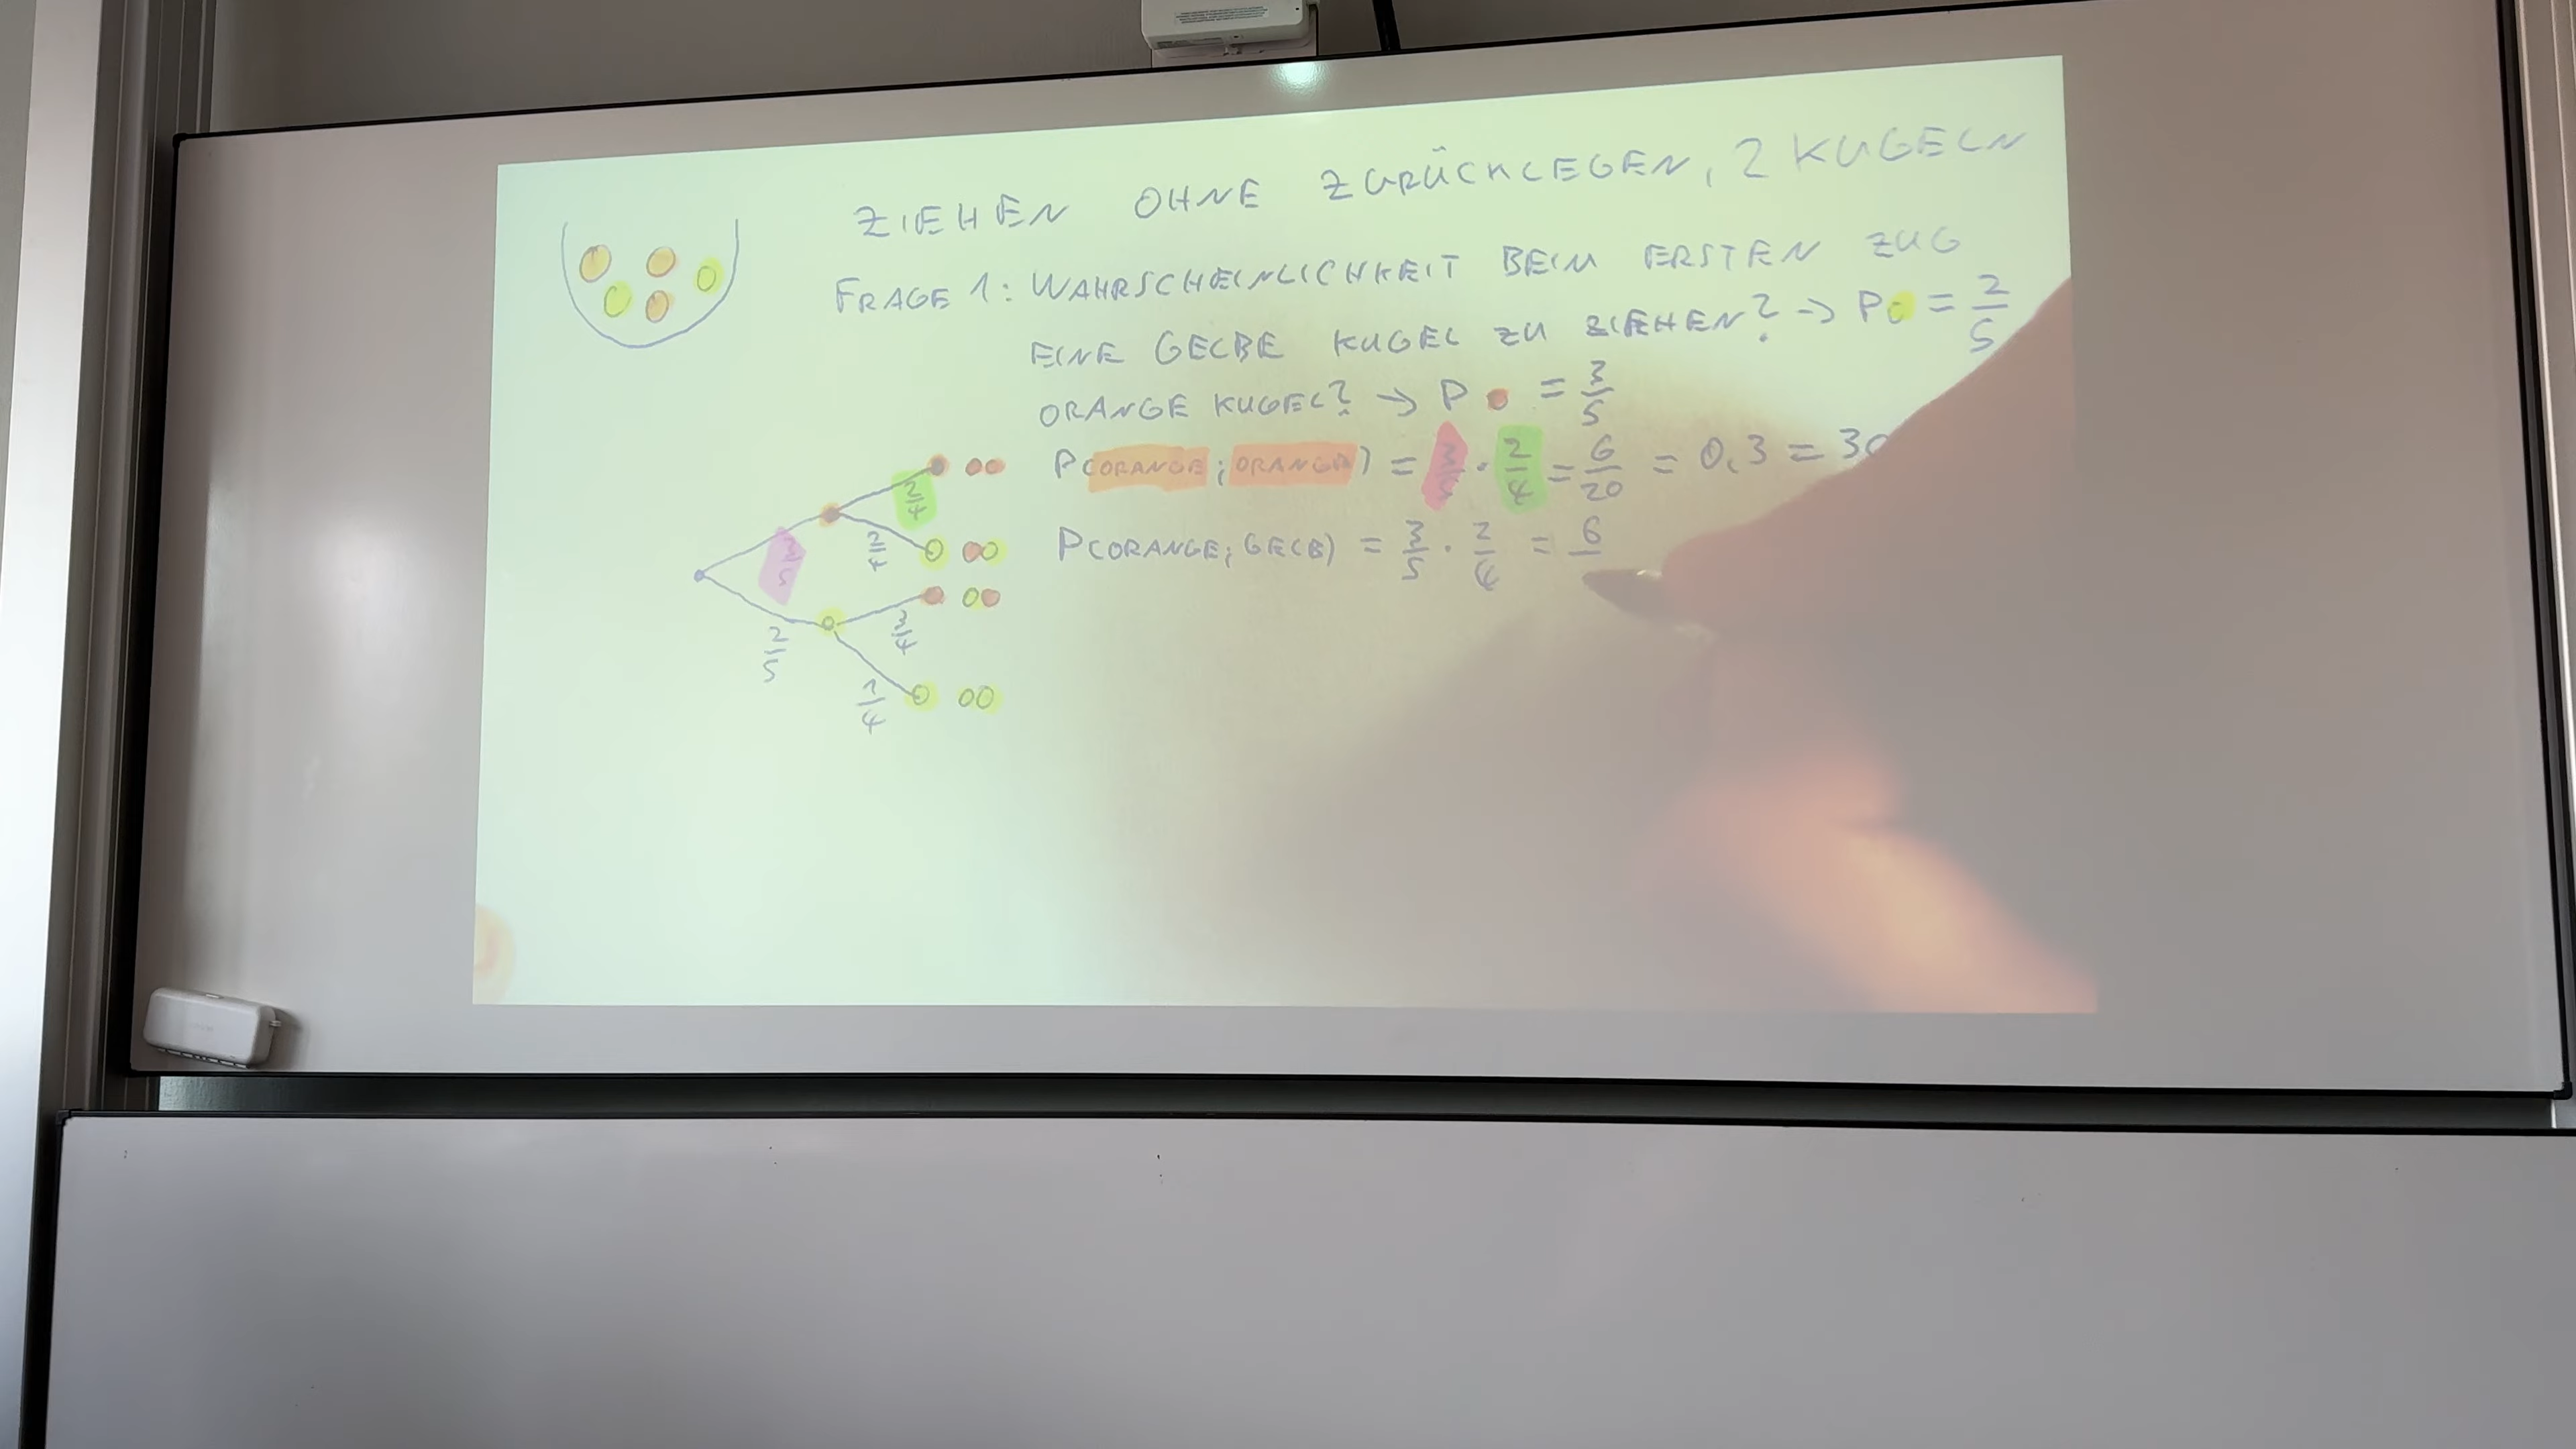 ZIEHEN OHNE ZURÜCKLEGEN, 2 KUGELN
FRAGE 1: WAHRSCHEINLICHKEIT BEIM ERSTEN ZUG
EINE GELBE KUGEL ZU ZIEHEN? → P = 2/5
ORANGE KUGEL? → P = 3/5
P(ORANGE; ORANGE) = 3/5 · 2/4 = 6/20 = 0,3 = 30
P(ORANGE; GELB) = 3/5 · 2/4 = 6
2/4
3/5
2/4
2/5
3/4
1/4